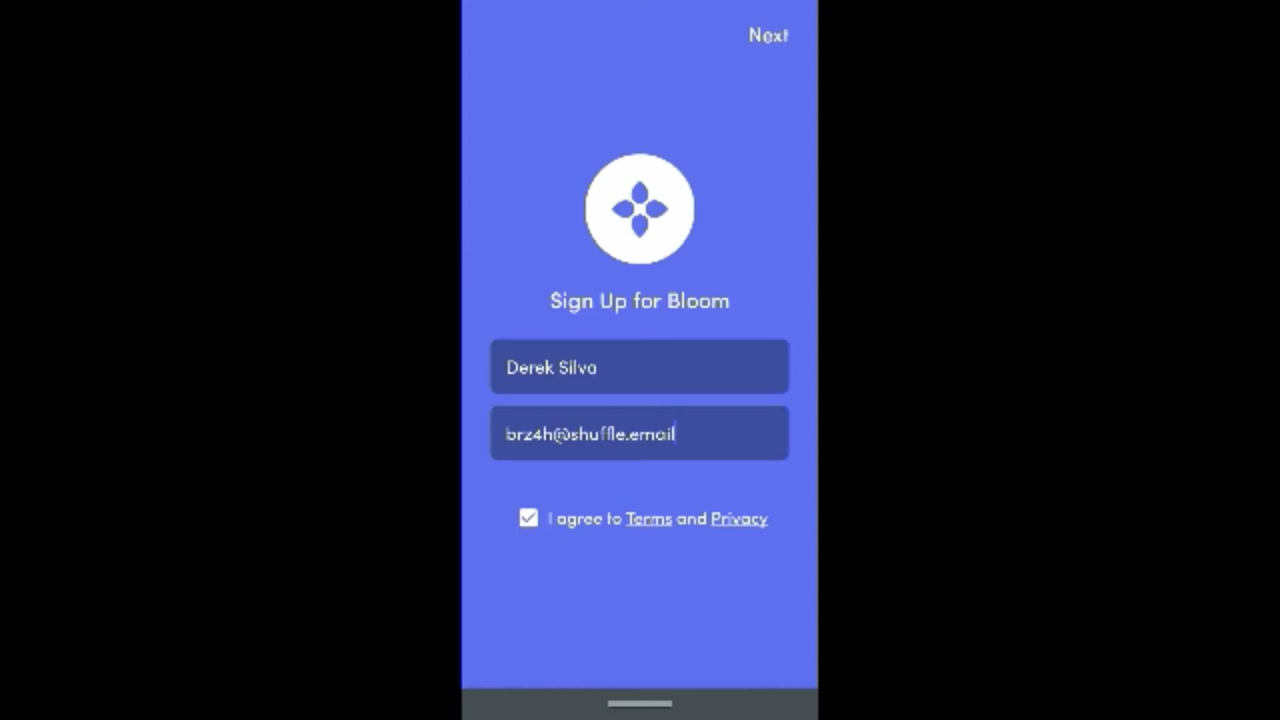 Next
Sign Up for Bloom
Derek Silva
brz4h@shuffle.email
I agree to Terms and Privacy